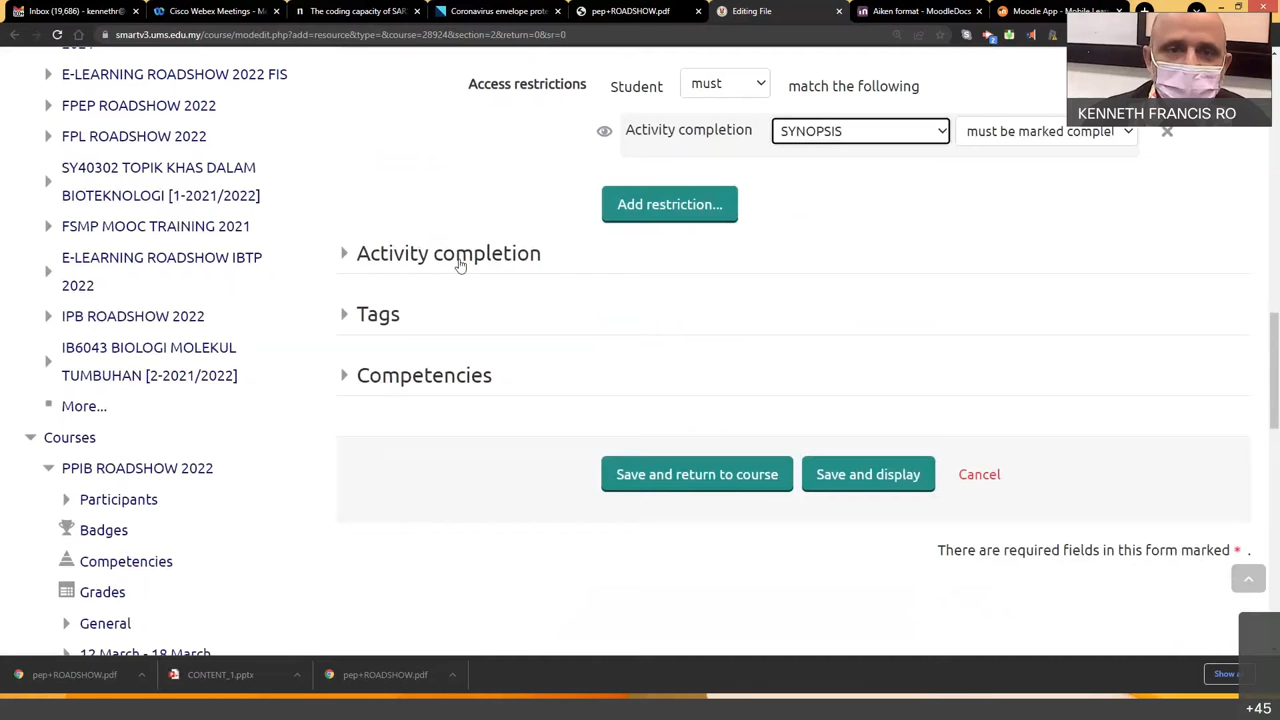 Inbox (19,686) - kennethr@
Cisco Webex Meetings - M
The coding capacity of SAR
Coronavirus envelope prote
pep+ROADSHOW.pdf
Editing File
Aiken format - MoodleDocs
Moodle App - Mobile Lea
smartv3.ums.edu.my/course/modedit.php?add=resource&type=&course=28924&section=2&return=0&sr=0
E-LEARNING ROADSHOW 2022 FIS
FPEP ROADSHOW 2022
FPL ROADSHOW 2022
SY40302 TOPIK KHAS DALAM
BIOTEKNOLOGI [1-2021/2022]
FSMP MOOC TRAINING 2021
E-LEARNING ROADSHOW IBTP
2022
IPB ROADSHOW 2022
IB6043 BIOLOGI MOLEKUL
TUMBUHAN [2-2021/2022]
More...
Courses
PPIB ROADSHOW 2022
Participants
Badges
Competencies
Grades
General
12 March - 18 March
Access restrictions Student must match the following
Activity completion SYNOPSIS must be marked complet
Add restriction...
Activity completion
Tags
Competencies
Save and return to course Save and display Cancel
There are required fields in this form marked * .
KENNETH FRANCIS RO
pep+ROADSHOW.pdf
CONTENT_1.pptx
pep+ROADSHOW.pdf
Show a
+45